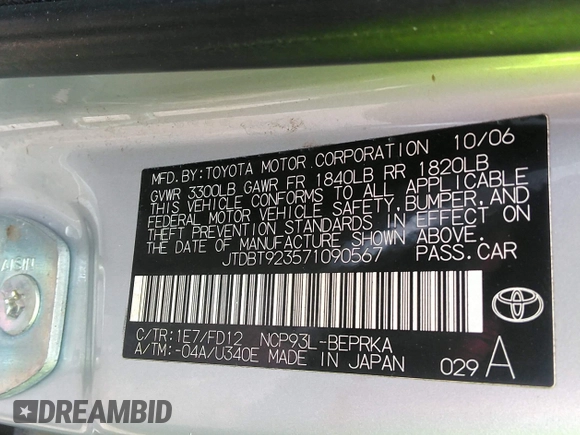 MFD. BY: TOYOTA MOTOR CORPORATION 10/06
GVWR 3300LB GAWR FR 1840LB RR 1820LB
THIS VEHICLE CONFORMS TO ALL APPLICABLE
FEDERAL MOTOR VEHICLE SAFETY, BUMPER, AND
THEFT PREVENTION STANDARDS IN EFFECT ON
THE DATE OF MANUFACTURE SHOWN ABOVE.
JTDBT923571090567 PASS. CAR
C/TR: 1E7/FD12 NCP93L-BEPRKA
A/TM: -04A/U340E MADE IN JAPAN
029 A
AISIN
DREAMBID